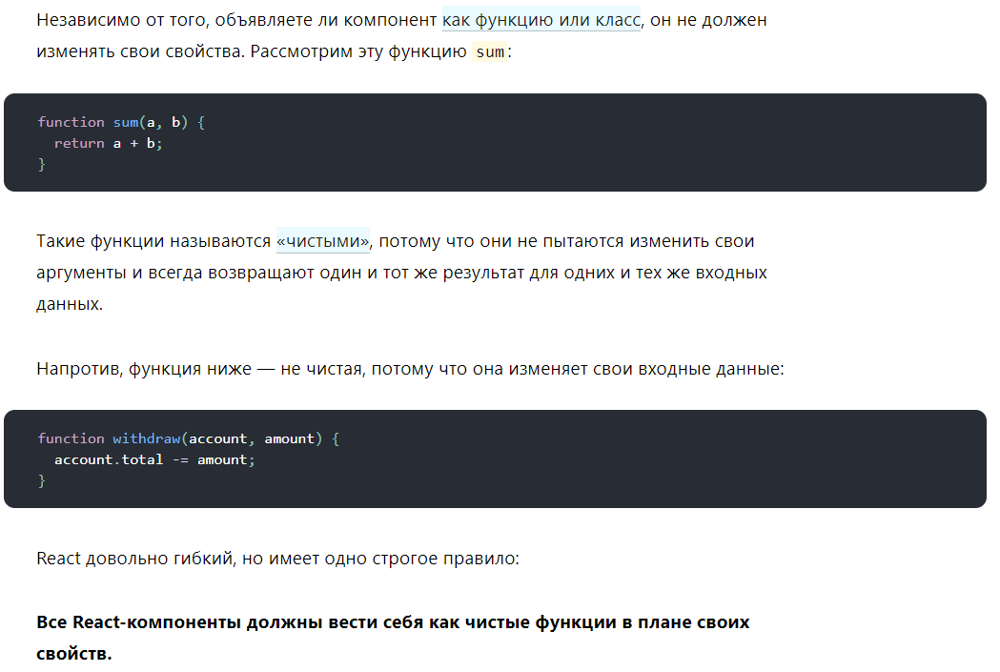 Независимо от того, объявляете ли компонент как функцию или класс, он не должен
изменять свои свойства. Рассмотрим эту функцию sum:
function sum(a, b) {
  return a + b;
}
Такие функции называются «чистыми», потому что они не пытаются изменить свои
аргументы и всегда возвращают один и тот же результат для одних и тех же входных
данных.
Напротив, функция ниже — не чистая, потому что она изменяет свои входные данные:
function withdraw(account, amount) {
  account.total -= amount;
}
React довольно гибкий, но имеет одно строгое правило:
Все React-компоненты должны вести себя как чистые функции в плане своих
свойств.